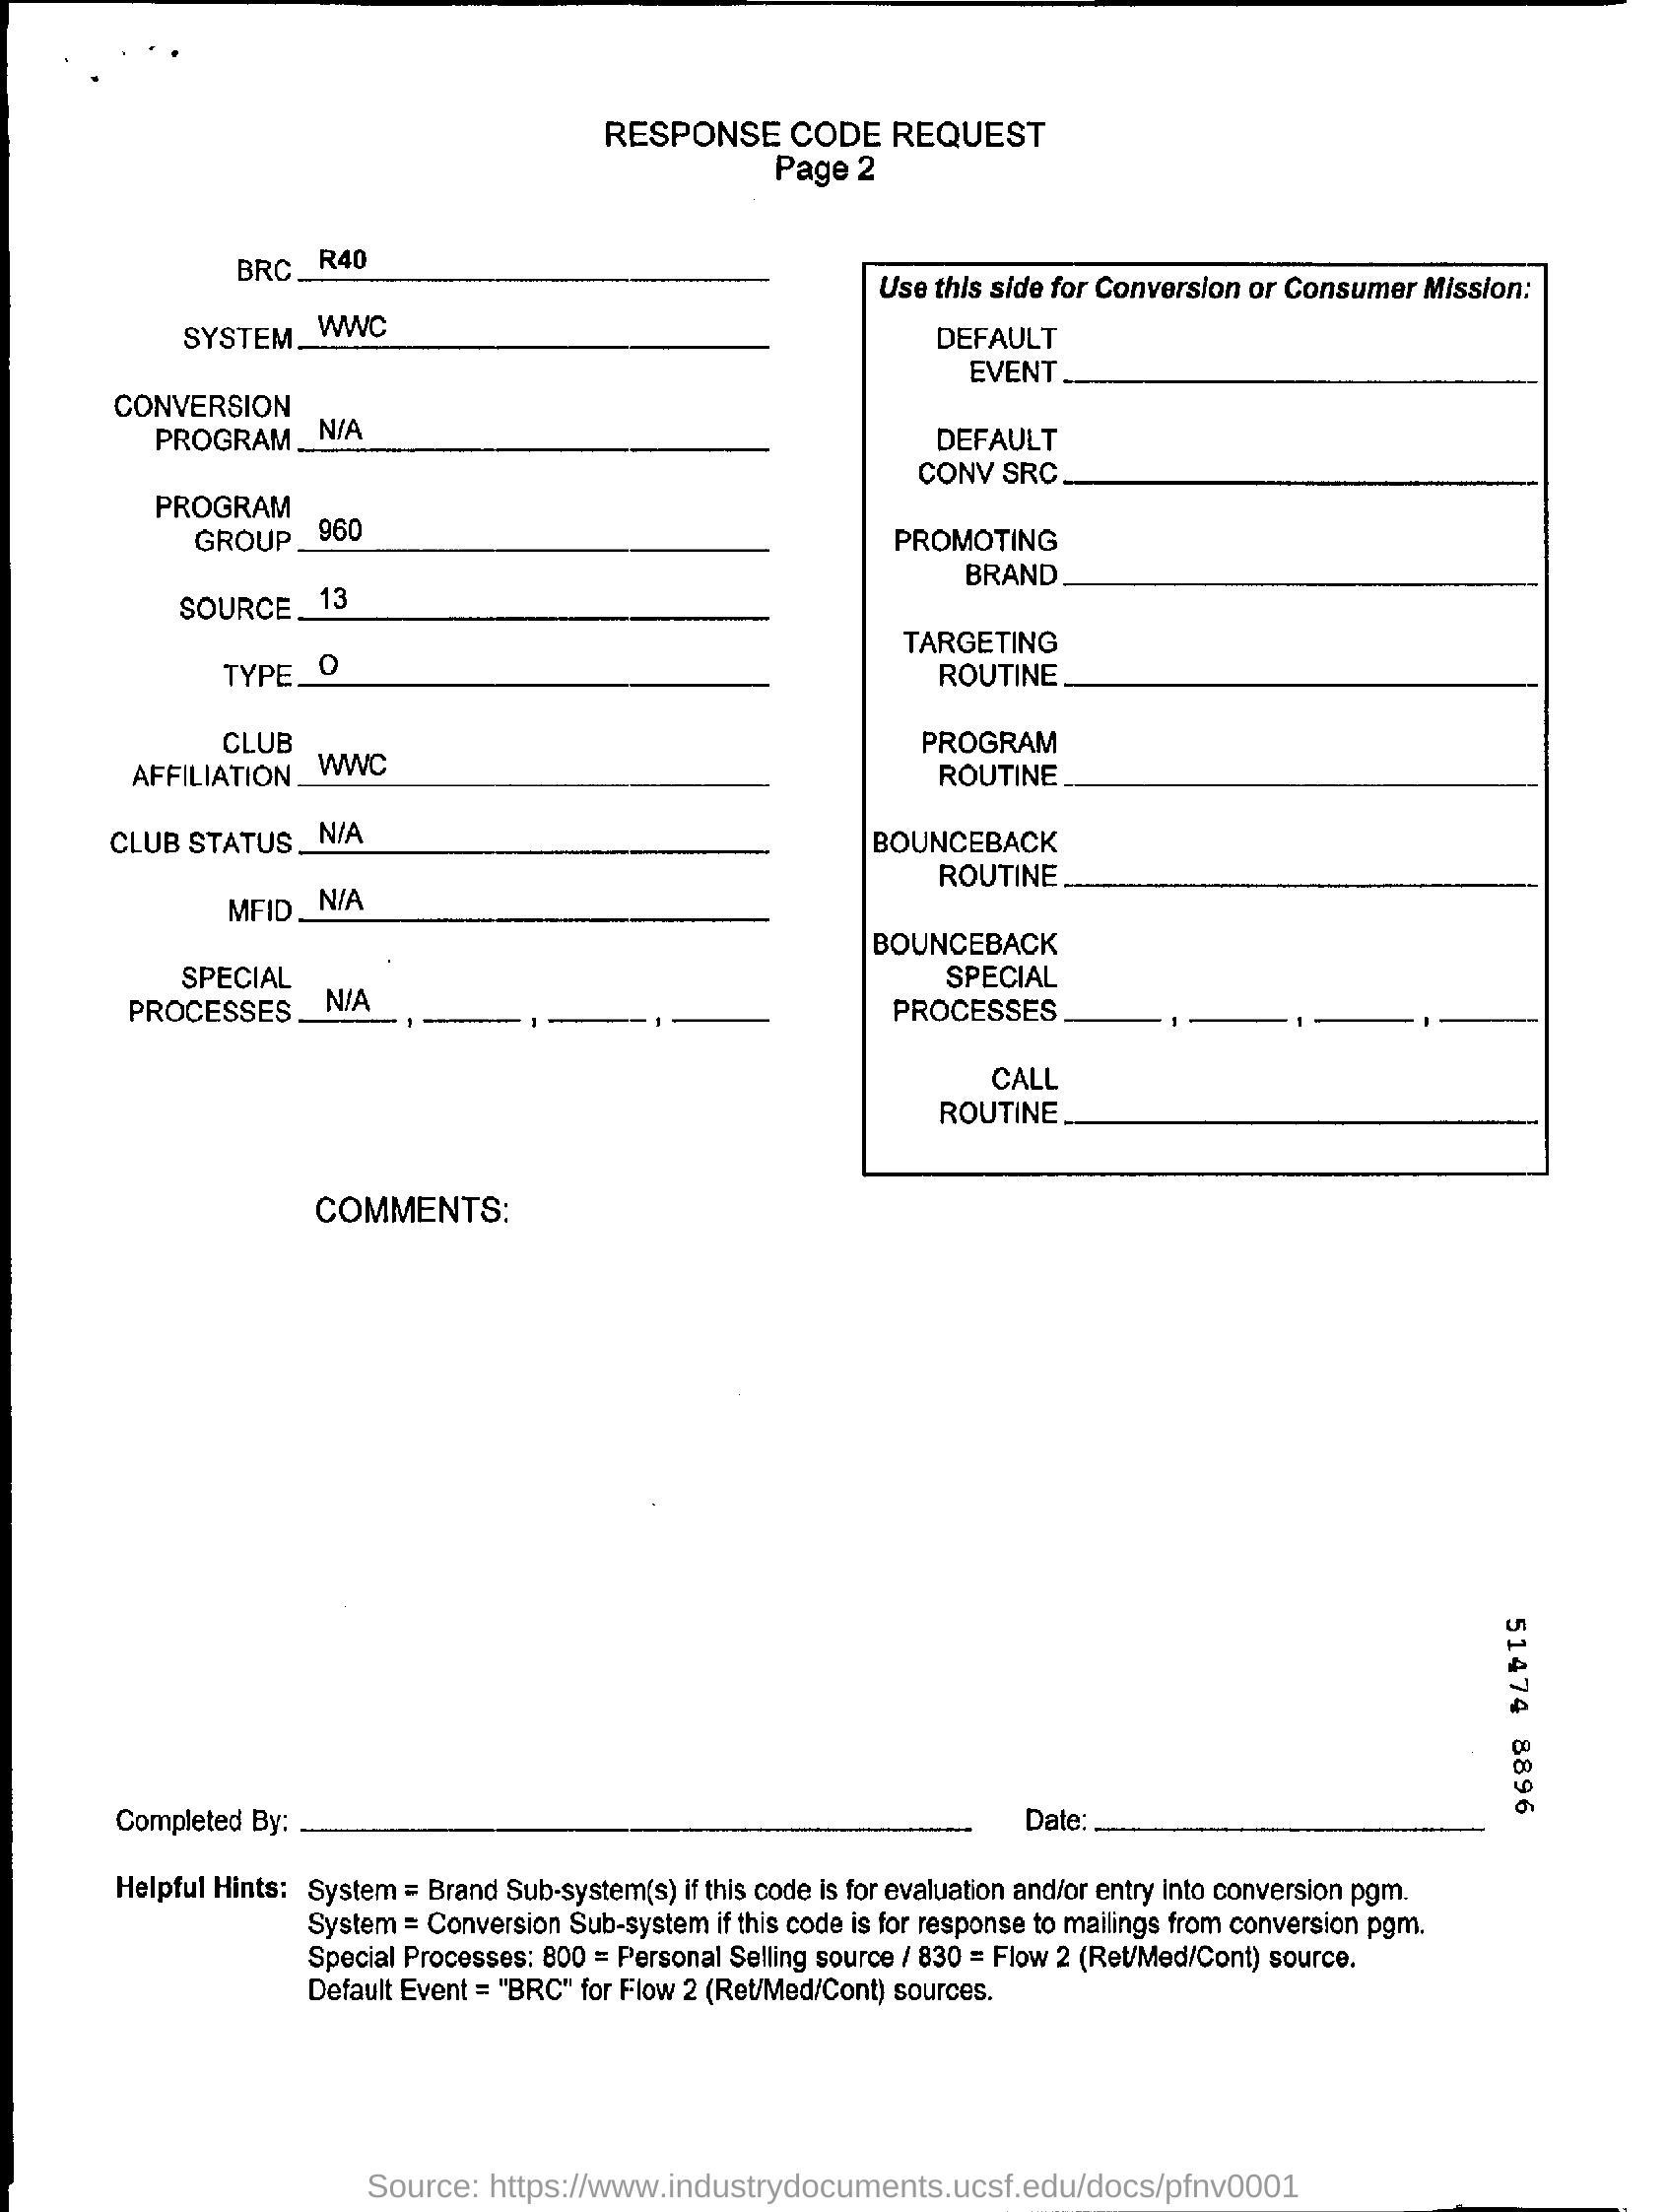 RESPONSE CODE REQUEST
Page 2
BRC R40
SYSTEM WWC
CONVERSION
PROGRAM N/A
PROGRAM
GROUP 960
SOURCE 13
TYPE O
CLUB
AFFILIATION WWC
CLUB STATUS N/A
MFID N/A
SPECIAL
PROCESSES N/A , , ,
Use this side for Conversion or Consumer Mission:
DEFAULT
EVENT
DEFAULT
CONV SRC
PROMOTING
BRAND
TARGETING
ROUTINE
PROGRAM
ROUTINE
BOUNCEBACK
ROUTINE
BOUNCEBACK
SPECIAL
PROCESSES , , ,
CALL
ROUTINE
COMMENTS:
51474 8896
Completed By: Date:
Helpful Hints: System = Brand Sub-system(s) if this code is for evaluation and/or entry into conversion pgm.
System = Conversion Sub-system if this code is for response to mailings from conversion pgm.
Special Processes: 800 = Personal Selling source / 830 = Flow 2 (Ret/Med/Cont) source.
Default Event = "BRC" for Flow 2 (Ret/Med/Cont) sources.
Source: https://www.industrydocuments.ucsf.edu/docs/pfnv0001